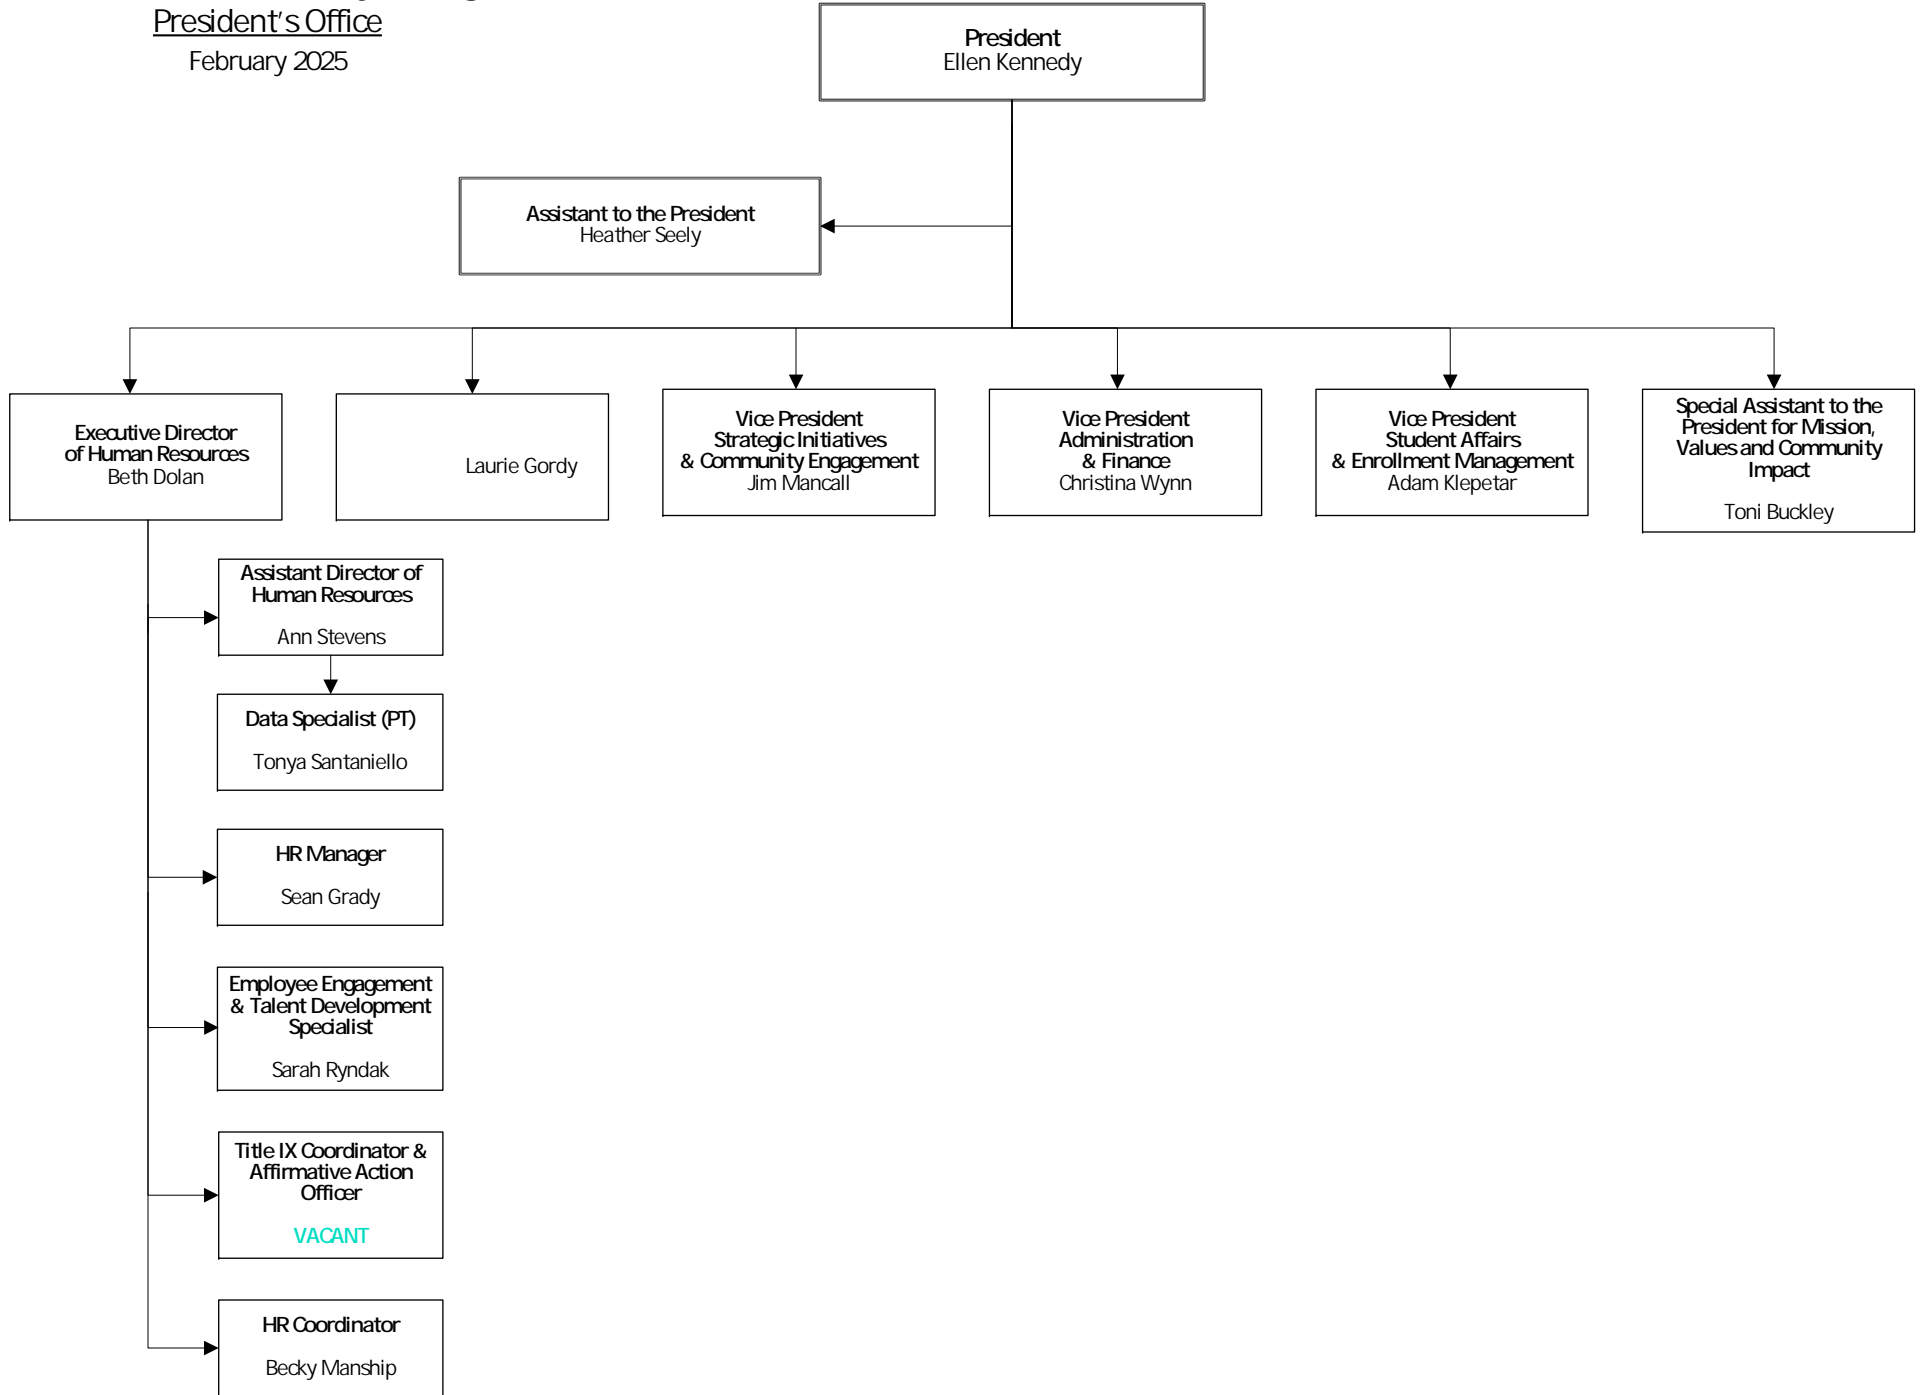 President's Office
February 2025
President
Ellen Kennedy
Assistant to the President
Heather Seely
Executive Director
of Human Resources
Beth Dolan
Laurie Gordy
Vice President
Strategic Initiatives
& Community Engagement
Jim Mancall
Vice President
Administration
& Finance
Christina Wynn
Vice President
Student Affairs
& Enrollment Management
Adam Klepetar
Special Assistant to the
President for Mission,
Values and Community
Impact
Toni Buckley
Assistant Director of
Human Resources
Ann Stevens
Data Specialist (PT)
Tonya Santaniello
HR Manager
Sean Grady
Employee Engagement
& Talent Development
Specialist
Sarah Ryndak
Title IX Coordinator &
Affirmative Action
Officer
VACANT
HR Coordinator
Becky Manship